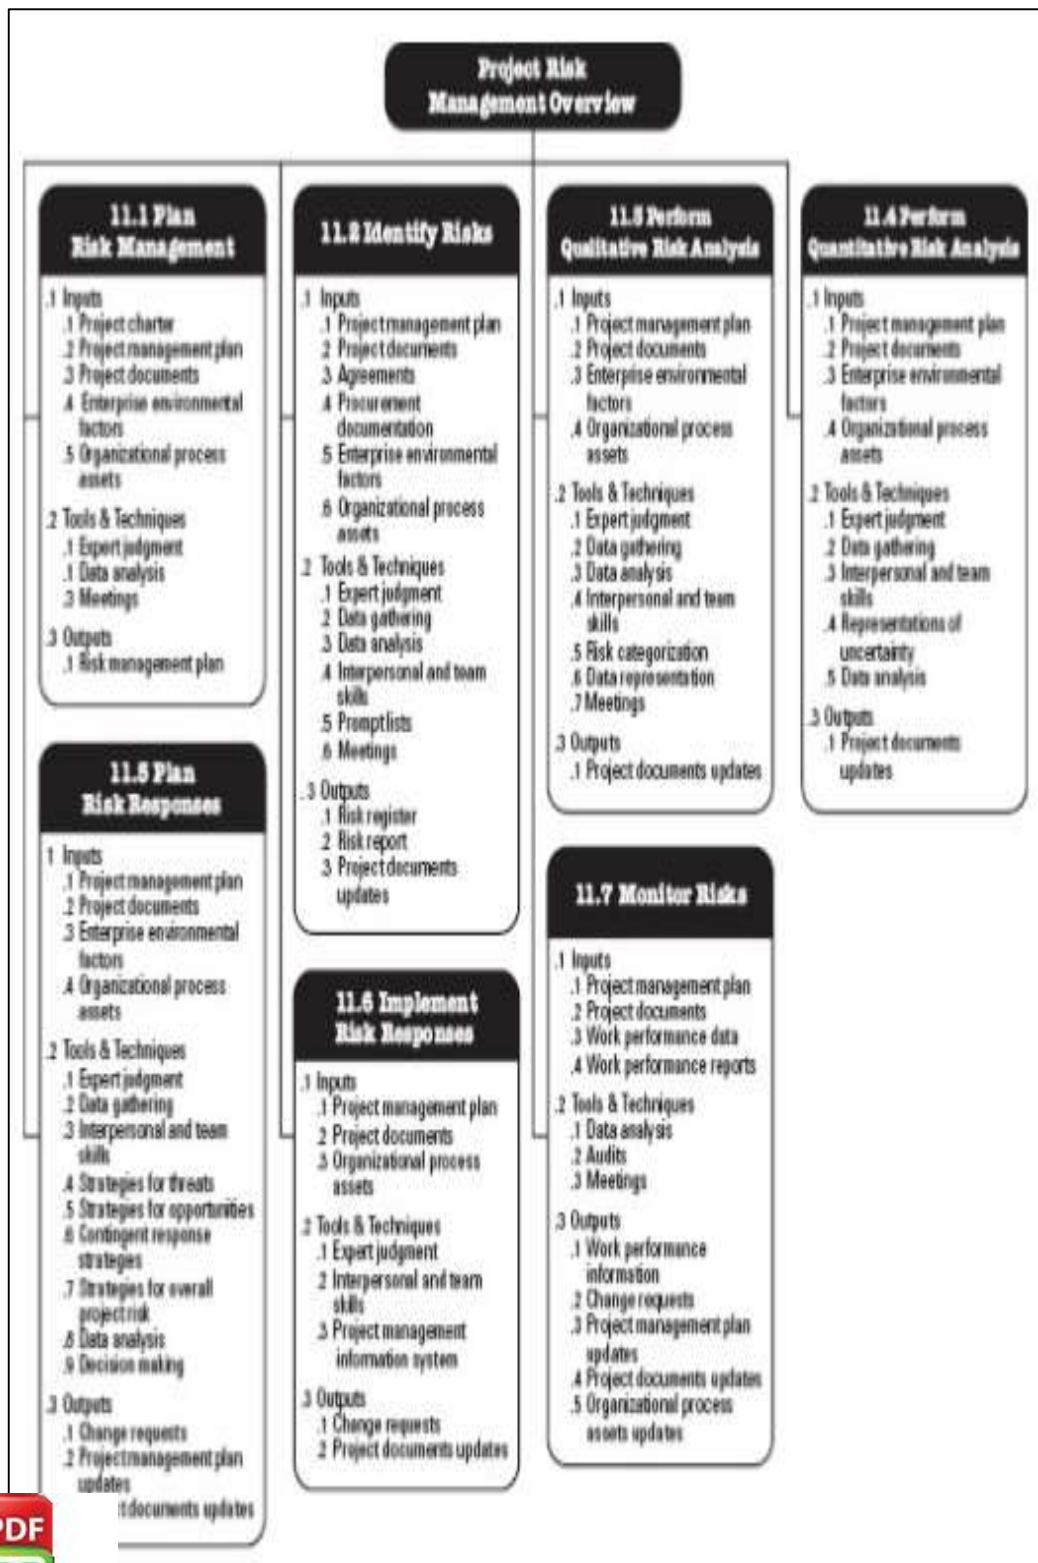 Project Risk
Management Overview
11.1 Plan
Risk Management
.1 Inputs
.1 Project charter
.2 Project management plan
.3 Project documents
.4 Enterprise environmental
factors
.5 Organizational process
assets
.2 Tools & Techniques
.1 Expert judgment
.1 Data analysis
.3 Meetings
.3 Outputs
.1 Risk management plan
11.2 Identify Risks
.1 Inputs
.1 Project management plan
.2 Project documents
.3 Agreements
.4 Procurement
documentation
.5 Enterprise environmental
factors
.6 Organizational process
assets
.2 Tools & Techniques
.1 Expert judgment
.2 Data gathering
.3 Data analysis
.4 Interpersonal and team
skills
.5 Prompt lists
.6 Meetings
.3 Outputs
.1 Risk register
.2 Risk report
.3 Project documents
updates
11.3 Perform
Qualitative Risk Analysis
.1 Inputs
.1 Project management plan
.2 Project documents
.3 Enterprise environmental
factors
.4 Organizational process
assets
.2 Tools & Techniques
.1 Expert judgment
.2 Data gathering
.3 Data analysis
.4 Interpersonal and team
skills
.5 Risk categorization
.6 Data representation
.7 Meetings
.3 Outputs
.1 Project documents updates
11.4 Perform
Quantitative Risk Analysis
.1 Inputs
.1 Project management plan
.2 Project documents
.3 Enterprise environmental
factors
.4 Organizational process
assets
.2 Tools & Techniques
.1 Expert judgment
.2 Data gathering
.3 Interpersonal and team
skills
.4 Representations of
uncertainty
.5 Data analysis
.3 Outputs
.1 Project documents
updates
11.5 Plan
Risk Responses
1 Inputs
.1 Project management plan
.2 Project documents
.3 Enterprise environmental
factors
.4 Organizational process
assets
.2 Tools & Techniques
.1 Expert judgment
.2 Data gathering
.3 Interpersonal and team
skills
.4 Strategies for threats
.5 Strategies for opportunities
.6 Contingent response
strategies
.7 Strategies for overall
project risk
.8 Data analysis
.9 Decision making
.3 Outputs
.1 Change requests
.2 Project management plan
updates
documents updates
11.6 Implement
Risk Responses
.1 Inputs
.1 Project management plan
.2 Project documents
.3 Organizational process
assets
.2 Tools & Techniques
.1 Expert judgment
.2 Interpersonal and team
skills
.3 Project management
information system
.3 Outputs
.1 Change requests
.2 Project documents updates
11.7 Monitor Risks
.1 Inputs
.1 Project management plan
.2 Project documents
.3 Work performance data
.4 Work performance reports
.2 Tools & Techniques
.1 Data analysis
.2 Audits
.3 Meetings
.3 Outputs
.1 Work performance
information
.2 Change requests
.3 Project management plan
updates
.4 Project documents updates
.5 Organizational process
assets updates
PDF